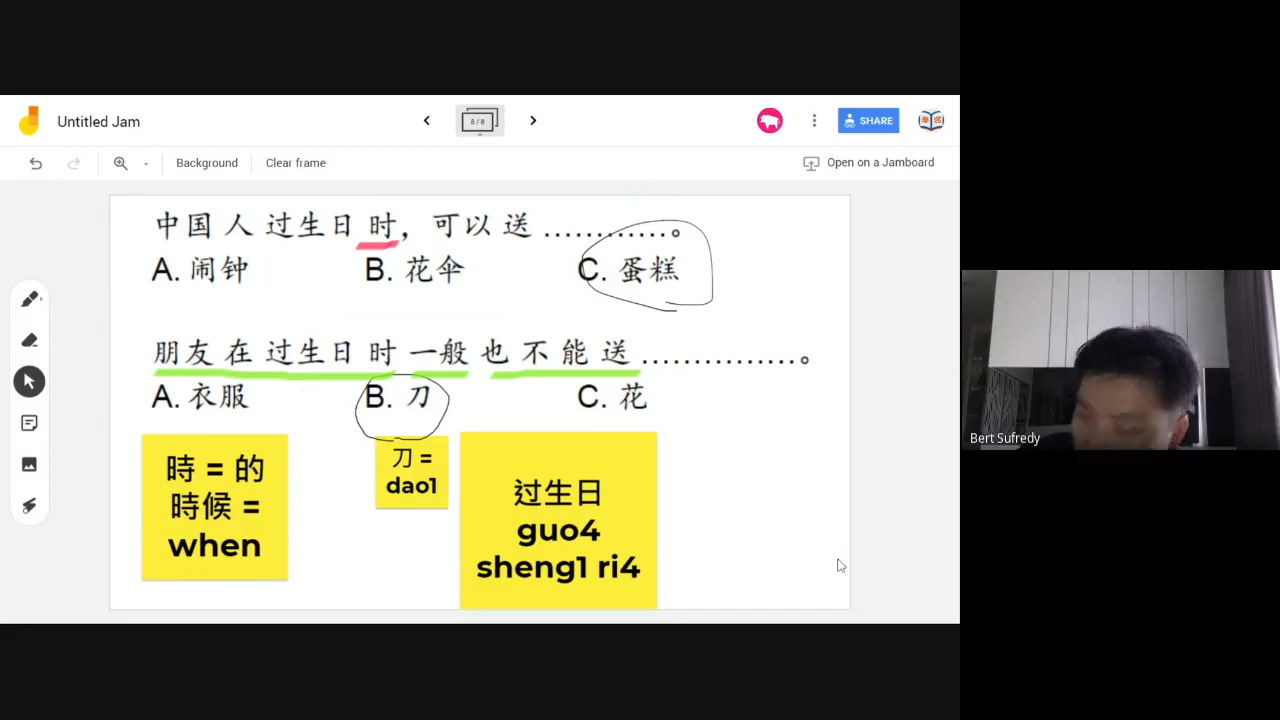 Untitled Jam
8 / 8
SHARE
Background
Clear frame
Open on a Jamboard
中国人过生日时，可以送…………。
A. 闹钟 B. 花伞 C. 蛋糕
朋友在过生日时一般也不能送……………。
A. 衣服 B. 刀 C. 花
時 = 的
時候 =
when
刀 =
dao1
过生日
guo4
sheng1 ri4
Bert Sufredy